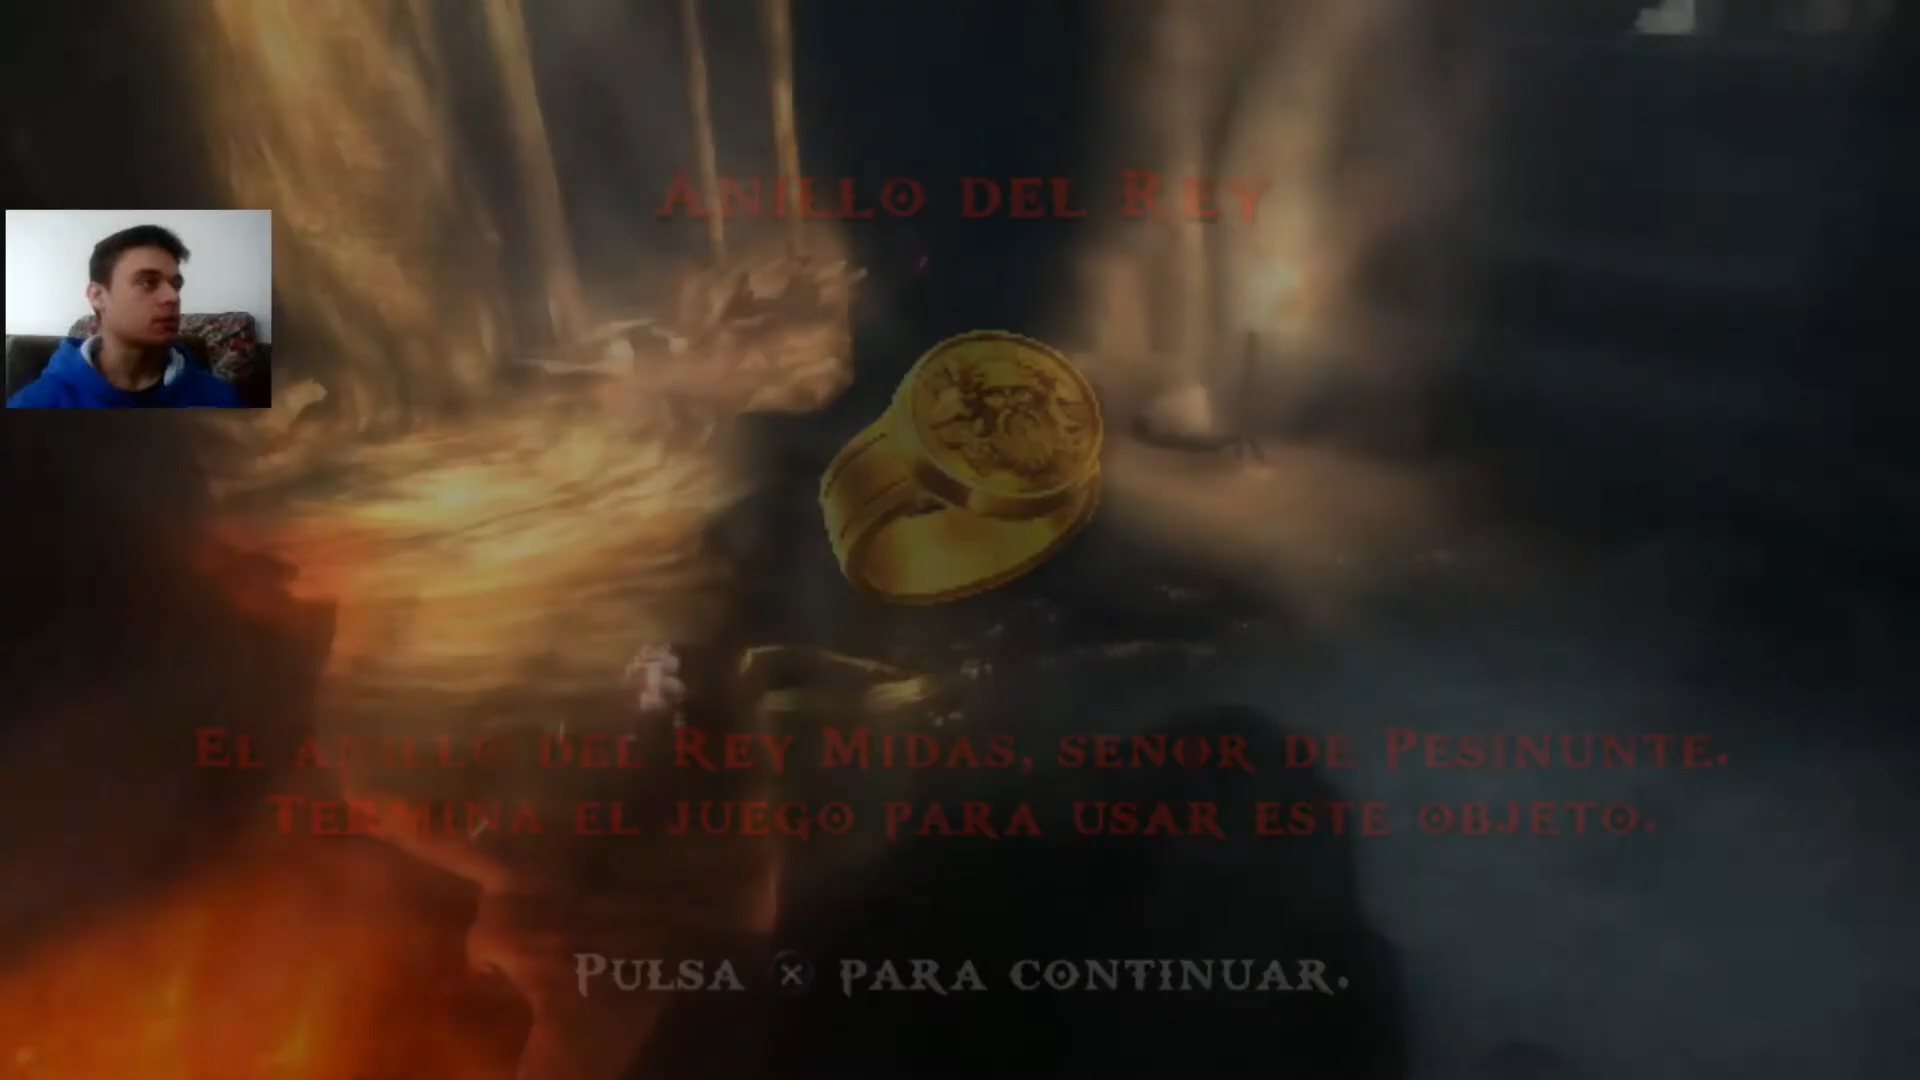 Anillo del Rey
El anillo del Rey Midas, señor de Pesinunte.
Termina el juego para usar este objeto.
Pulsa × para continuar.